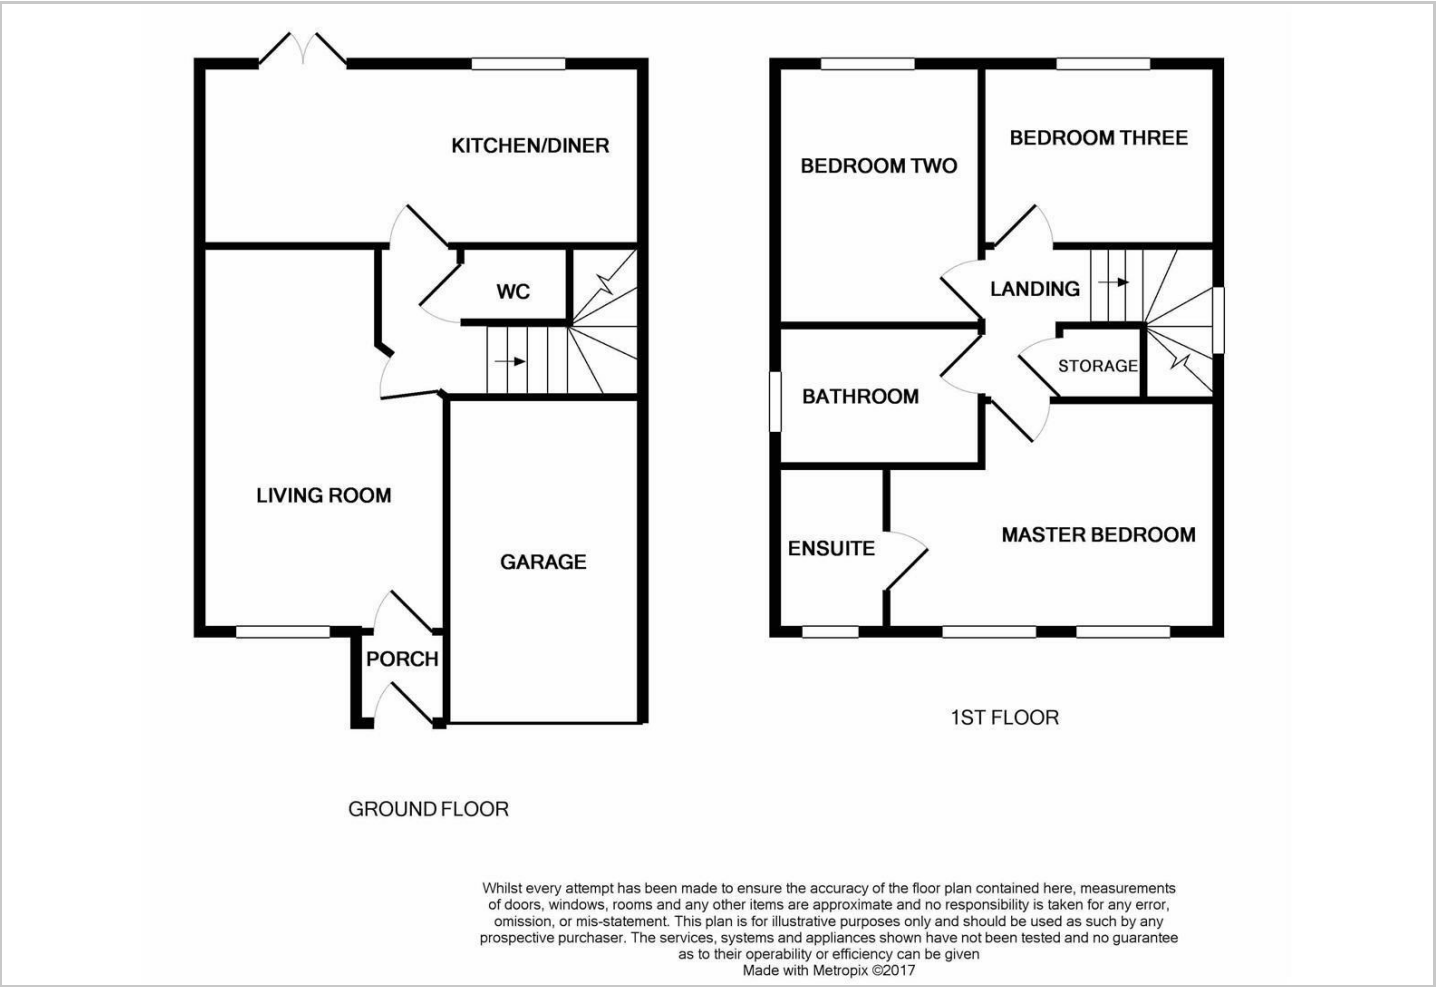 KITCHEN/DINER
WC
LIVING ROOM
GARAGE
PORCH
GROUND FLOOR
BEDROOM TWO
BEDROOM THREE
LANDING
STORAGE
BATHROOM
ENSUITE
MASTER BEDROOM
1ST FLOOR
Whilst every attempt has been made to ensure the accuracy of the floor plan contained here, measurements
of doors, windows, rooms and any other items are approximate and no responsibility is taken for any error,
omission, or mis-statement. This plan is for illustrative purposes only and should be used as such by any
prospective purchaser. The services, systems and appliances shown have not been tested and no guarantee
as to their operability or efficiency can be given
Made with Metropix ©2017